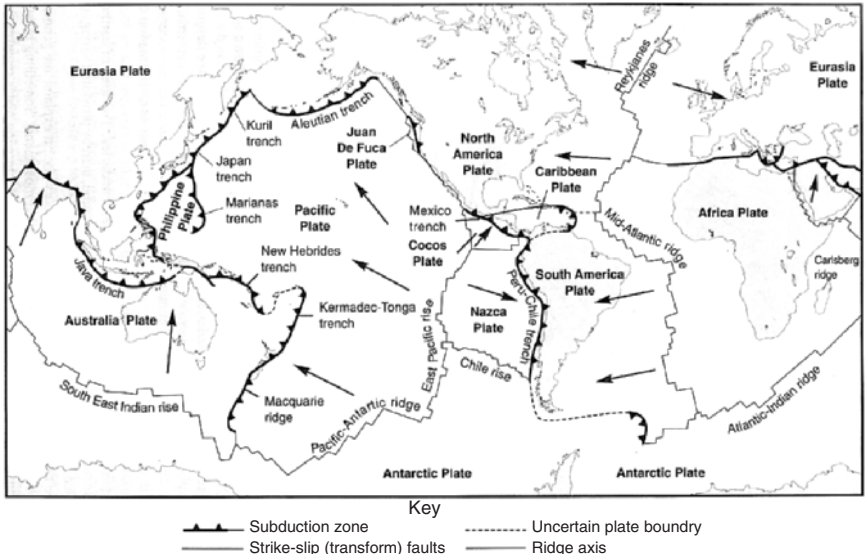 Eurasia Plate
Reykjanes
ridge
Eurasia
Plate
Aleutian trench
Kuril
trench
Juan
De Fuca
Plate
North
America
Plate
Japan
trench
Caribbean
Plate
Philippine
Plate
Marianas
trench
Pacific
Plate
Mexico
trench
Africa Plate
Mid-Atlantic ridge
Cocos
Plate
New Hebrides
trench
Carlsberg
ridge
Java trench
South America
Plate
Peru-Chile trench
Australia Plate
Kermadec-Tonga
trench
Nazca
Plate
East Pacific rise
Chile rise
South East Indian rise
Macquarie
ridge
Pacific-Antartic ridge
Atlantic-Indian ridge
Antarctic Plate
Antarctic Plate
Key
Subduction zone
Uncertain plate boundry
Strike-slip (transform) faults
Ridge axis